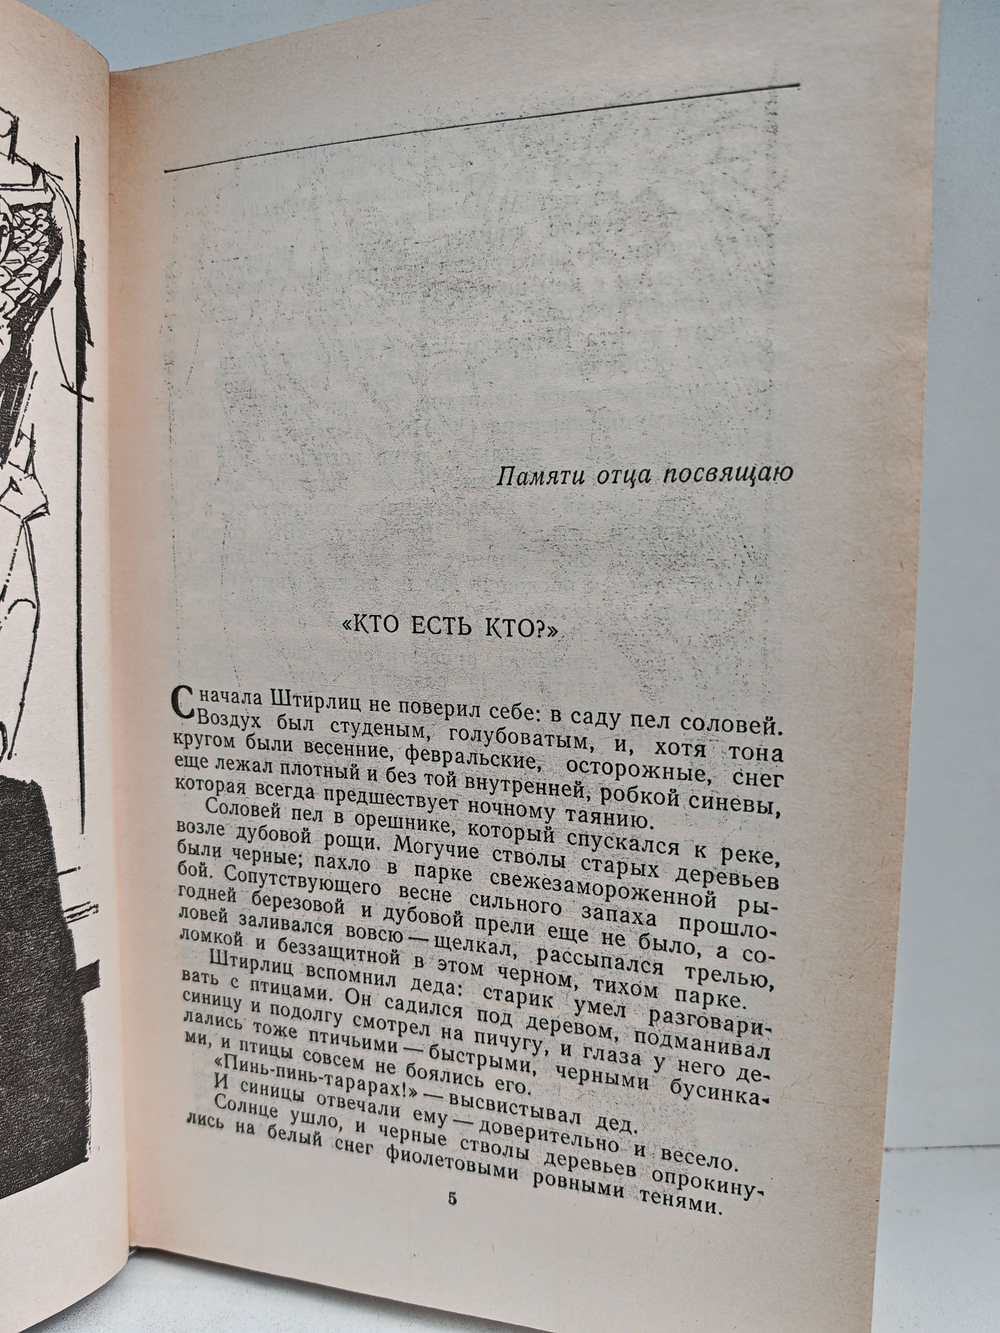 Памяти отца посвящаю
«КТО ЕСТЬ КТО?»
Сначала Штирлиц не поверил себе: в саду пел соловей.
Воздух был студеным, голубоватым, и, хотя тона
кругом были весенние, февральские, осторожные, снег
еще лежал плотный и без той внутренней, робкой синевы,
которая всегда предшествует ночному таянию.
Соловей пел в орешнике, который спускался к реке,
возле дубовой рощи. Могучие стволы старых деревьев
были черные; пахло в парке свежезамороженной ры-
бой. Сопутствующего весне сильного запаха прошло-
годней березовой и дубовой прели еще не было, а со-
ловей заливался вовсю — щелкал, рассыпался трелью,
ломкой и беззащитной в этом черном, тихом парке.
Штирлиц вспомнил деда: старик умел разговари-
вать с птицами. Он садился под деревом, подманивал
синицу и подолгу смотрел на пичугу, и глаза у него де-
лались тоже птичьими — быстрыми, черными бусинка-
ми, и птицы совсем не боялись его.
«Пинь-пинь-тарарах!» — высвистывал дед.
И синицы отвечали ему — доверительно и весело.
Солнце ушло, и черные стволы деревьев опрокину-
лись на белый снег фиолетовыми ровными тенями.
5